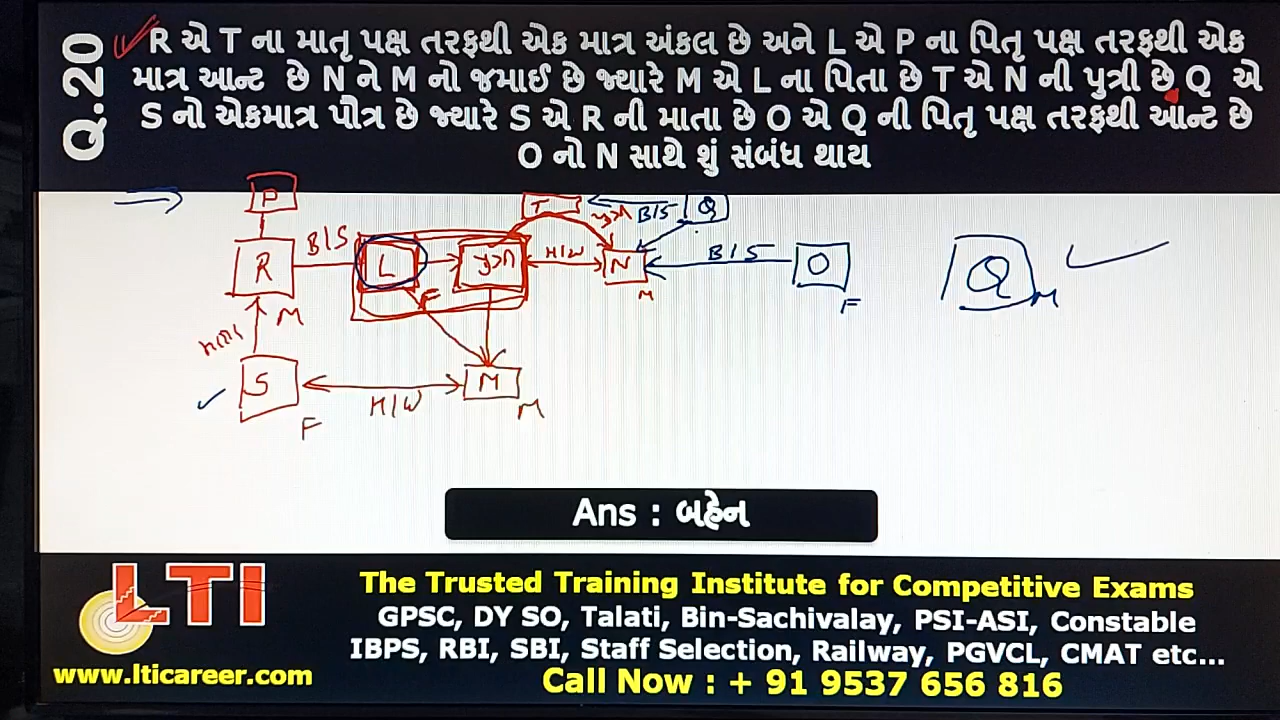 Q.20
R એ T ના માતૃ પક્ષ તરફથી એક માત્ર અંકલ છે અને L એ P ના પિતૃ પક્ષ તરફથી એક
માત્ર આન્ટ છે N ને M નો જમાઈ છે જ્યારે M એ L ના પિતા છે T એ N ની પુત્રી છે Q એ
S નો એકમાત્ર પૌત્ર છે જ્યારે S એ R ની માતા છે O એ Q ની પિતૃ પક્ષ તરફથી આન્ટ છે
O નો N સાથે શું સંબંધ થાય
P
T
B/S
Q
R
B/S
L
પત્ની
H/W
N
B/S
O
Q
M
F
M
F
M
S
H/W
M
F
M
Ans : બહેન
LTI
www.lticareer.com
The Trusted Training Institute for Competitive Exams
GPSC, DY SO, Talati, Bin-Sachivalay, PSI-ASI, Constable
IBPS, RBI, SBI, Staff Selection, Railway, PGVCL, CMAT etc...
Call Now : + 91 9537 656 816